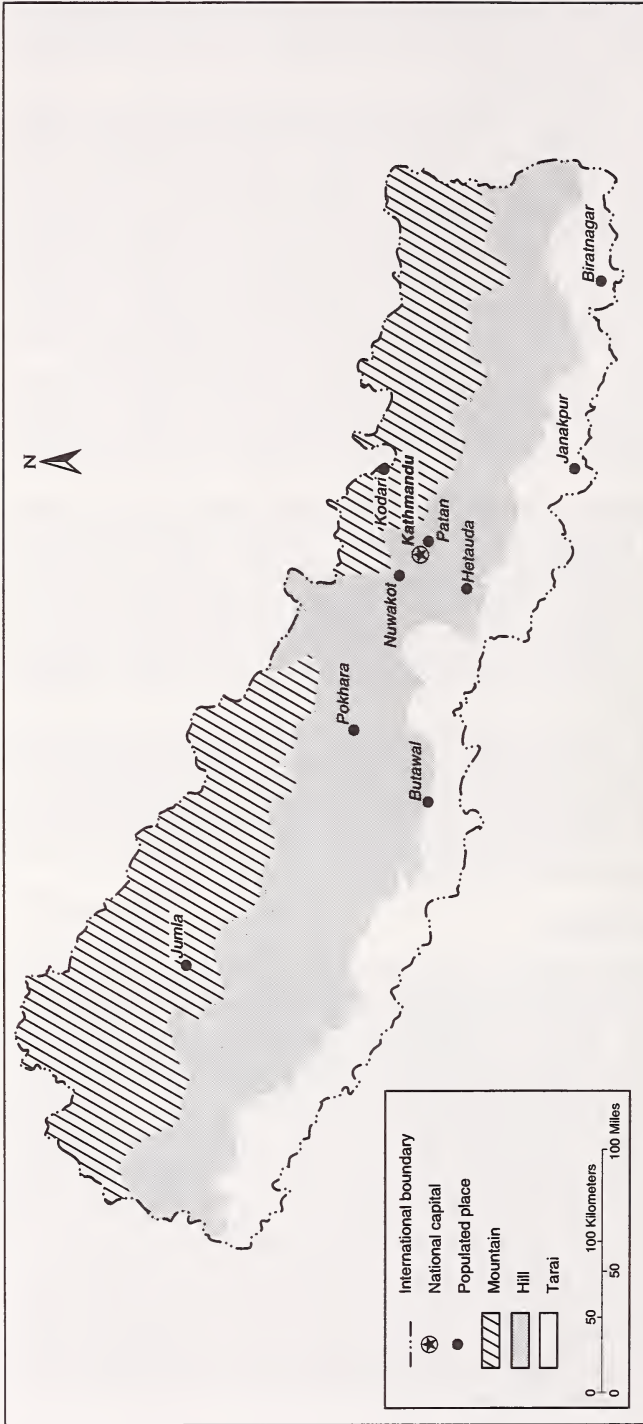 N
Jumla
Pokhara
Butawal
Nuwakot
Kodari
Kathmandu
Patan
Hetauda
Janakpur
Biratnagar
International boundary
National capital
Populated place
Mountain
Hill
Tarai
0 50 100 Kilometers
0 50 100 Miles